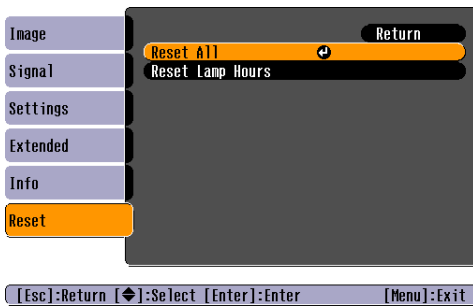 Image
Signal
Settings
Extended
Info
Reset
Return
Reset All
Reset Lamp Hours
[Esc]:Return [◆]:Select [Enter]:Enter [Menu]:Exit